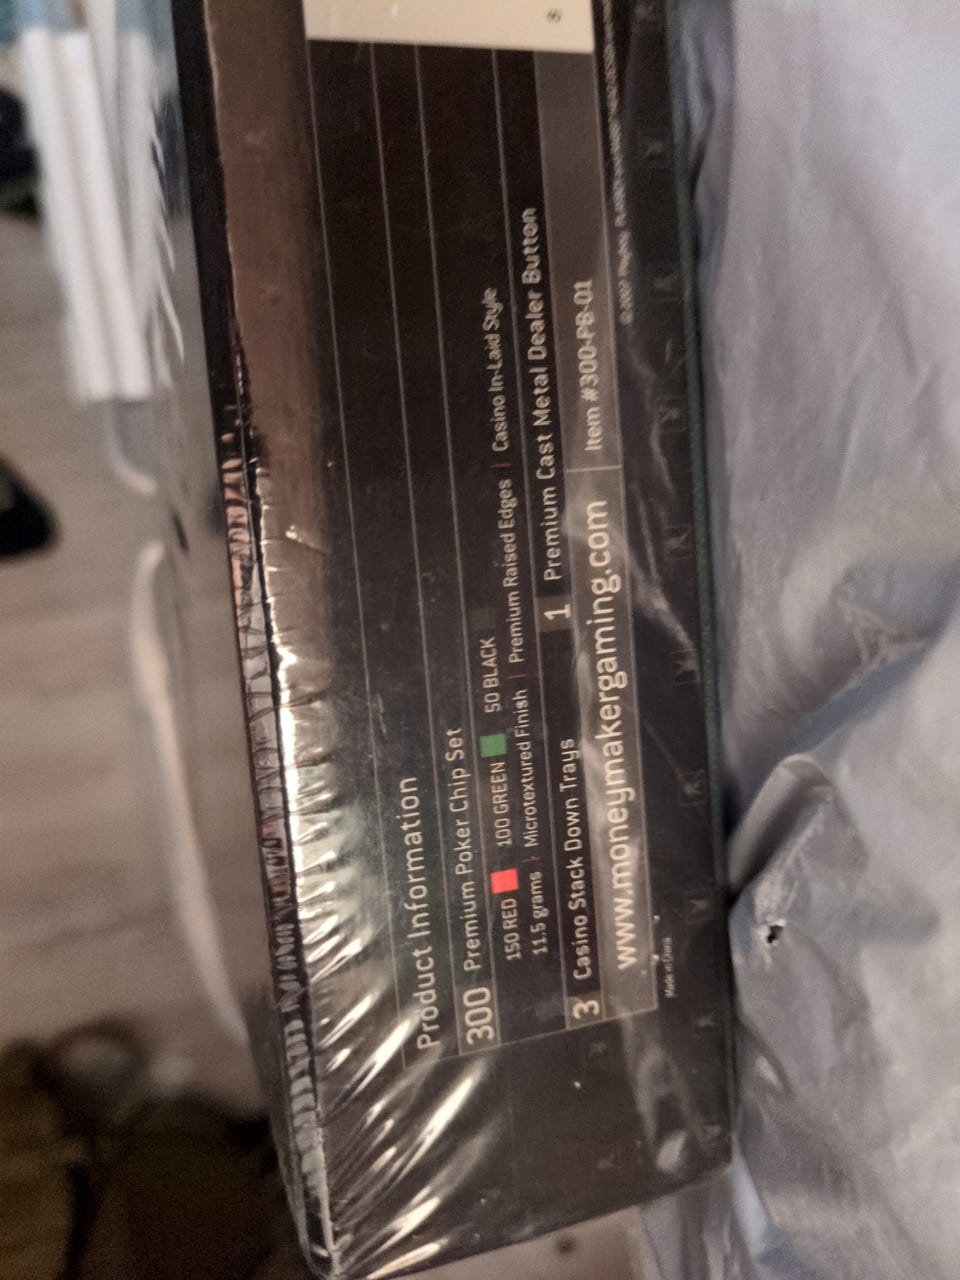 Product Information
300 Premium Poker Chip Set
150 RED 100 GREEN 50 BLACK
11.5 grams | Microtextured Finish | Premium Raised Edges | Casino In-Laid Style
3 Casino Stack Down Trays 1 Premium Cast Metal Dealer Button
www.moneymakergaming.com Item #300-PB-01
Made in China © 2007 Playboy